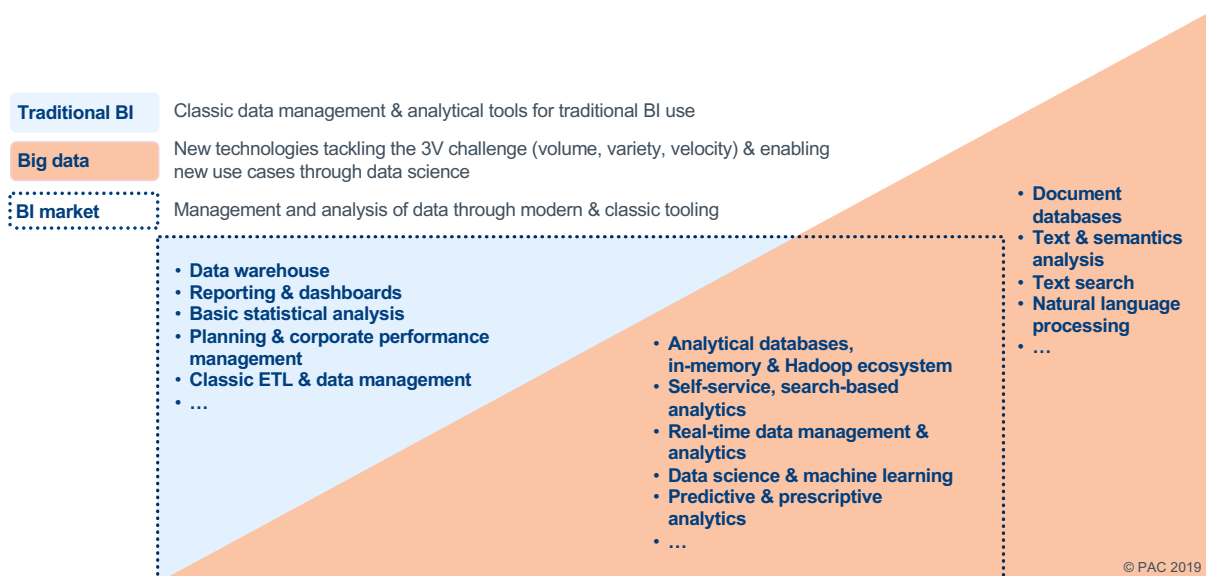 Traditional BI
Classic data management & analytical tools for traditional BI use
Big data
New technologies tackling the 3V challenge (volume, variety, velocity) & enabling
new use cases through data science
BI market
Management and analysis of data through modern & classic tooling
• Data warehouse
• Reporting & dashboards
• Basic statistical analysis
• Planning & corporate performance
management
• Classic ETL & data management
• …
• Analytical databases,
in-memory & Hadoop ecosystem
• Self-service, search-based
analytics
• Real-time data management &
analytics
• Data science & machine learning
• Predictive & prescriptive
analytics
• …
• Document
databases
• Text & semantics
analysis
• Text search
• Natural language
processing
• …
© PAC 2019